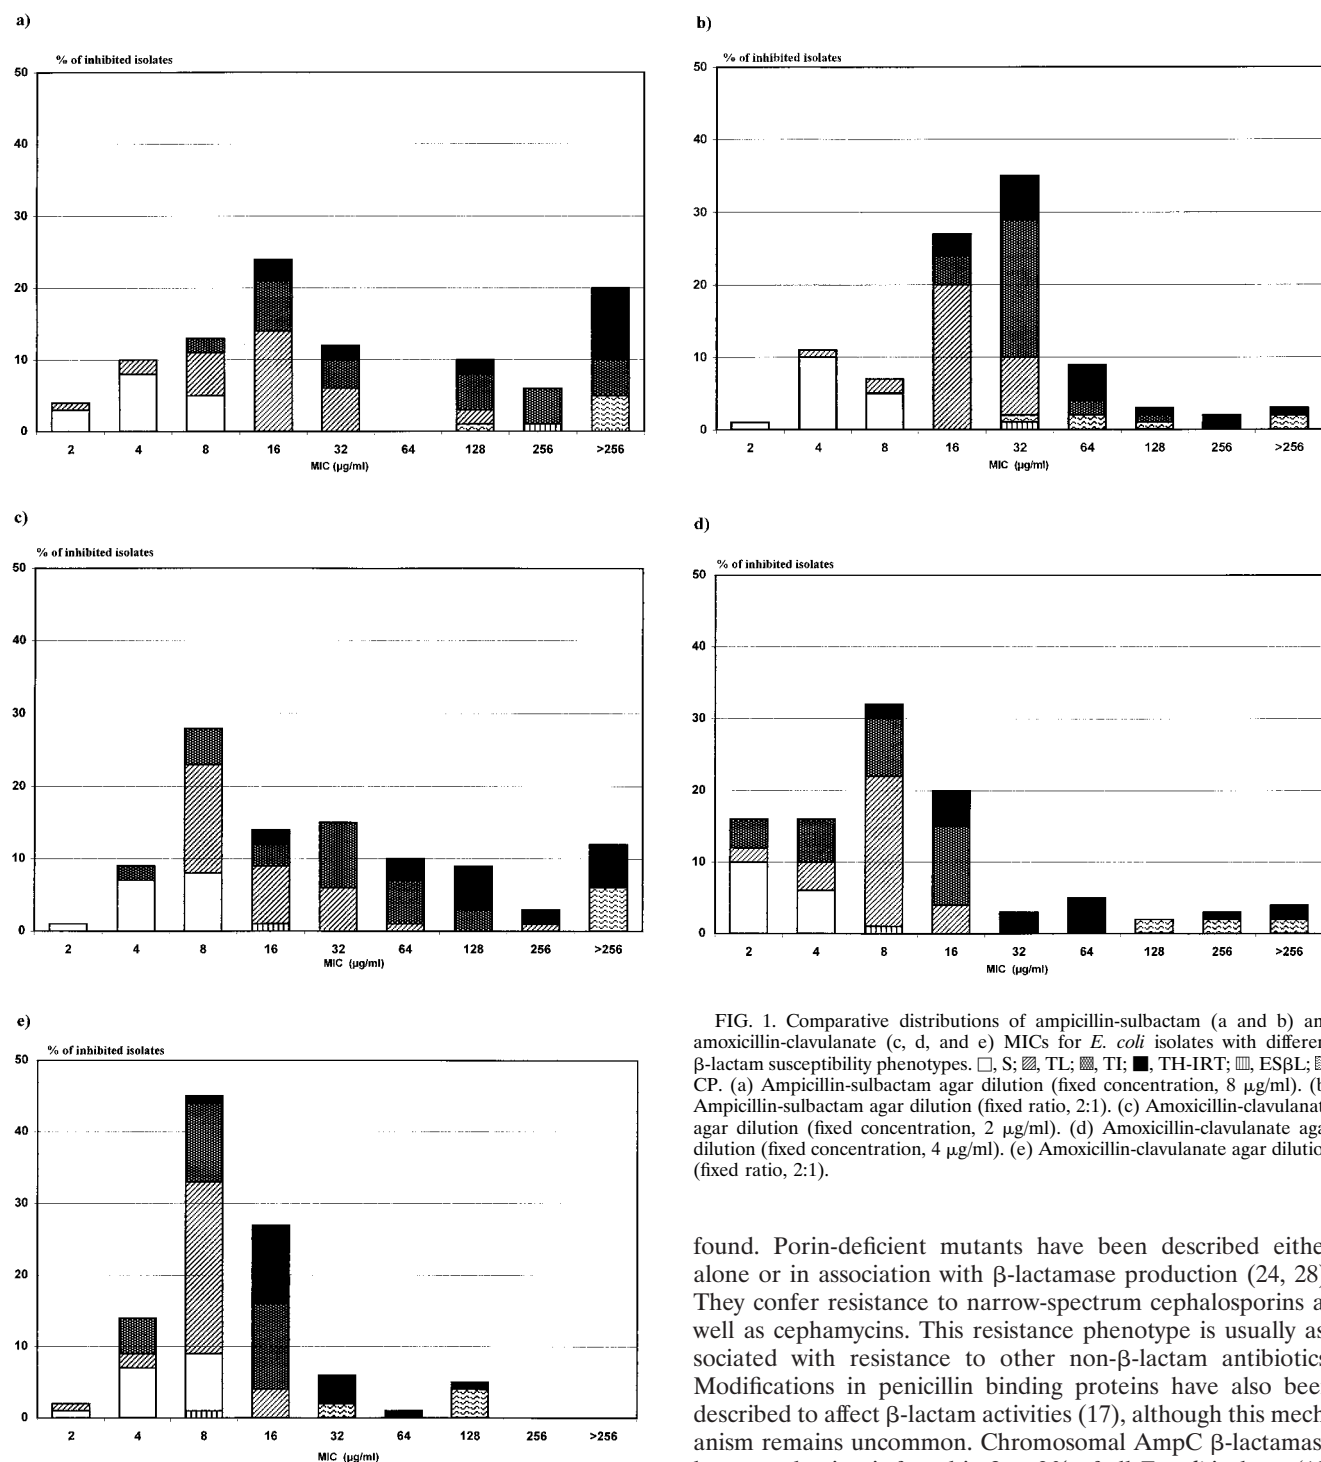 a)
% of inhibited isolates
50
40
30
20
10
0
2 4 8 16 32 64 128 256 >256
MIC (µg/ml)
b)
% of inhibited isolates
50
40
30
20
10
0
2 4 8 16 32 64 128 256 >256
MIC (µg/ml)
c)
% of inhibited isolates
50
40
30
20
10
0
2 4 8 16 32 64 128 256 >256
MIC (µg/ml)
d)
% of inhibited isolates
50
40
30
20
10
0
2 4 8 16 32 64 128 256 >256
MIC (µg/ml)
e)
% of inhibited isolates
50
40
30
20
10
0
2 4 8 16 32 64 128 256 >256
MIC (µg/ml)
FIG. 1. Comparative distributions of ampicillin-sulbactam (a and b) an
amoxicillin-clavulanate (c, d, and e) MICs for E. coli isolates with differen
β-lactam susceptibility phenotypes. □, S; ▨, TL; ▩, TI; ■, TH-IRT; ▥, ESβL;
CP. (a) Ampicillin-sulbactam agar dilution (fixed concentration, 8 µg/ml). (b
Ampicillin-sulbactam agar dilution (fixed ratio, 2:1). (c) Amoxicillin-clavulanat
agar dilution (fixed concentration, 2 µg/ml). (d) Amoxicillin-clavulanate aga
dilution (fixed concentration, 4 µg/ml). (e) Amoxicillin-clavulanate agar dilutio
(fixed ratio, 2:1).
found. Porin-deficient mutants have been described eithe
alone or in association with β-lactamase production (24, 28)
They confer resistance to narrow-spectrum cephalosporins a
well as cephamycins. This resistance phenotype is usually as
sociated with resistance to other non-β-lactam antibiotics
Modifications in penicillin binding proteins have also bee
described to affect β-lactam activities (17), although this mech
anism remains uncommon. Chromosomal AmpC β-lactamas